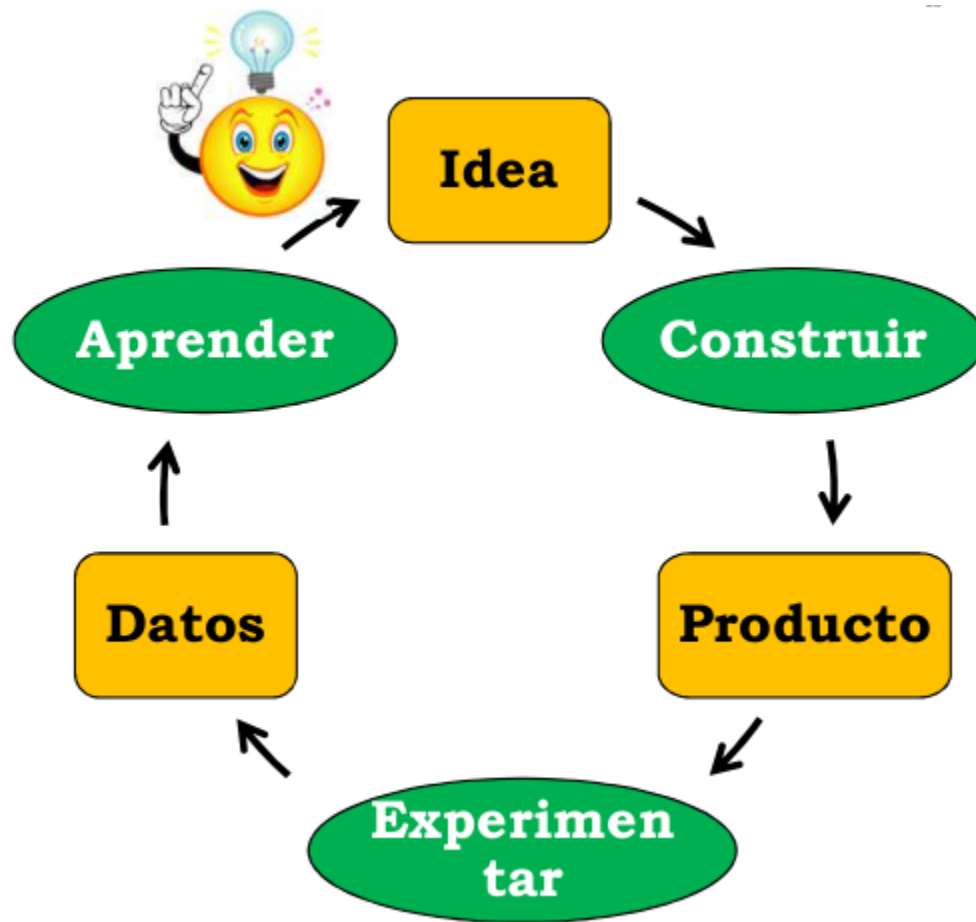 Idea
Aprender
Construir
Datos
Producto
Experimen
tar